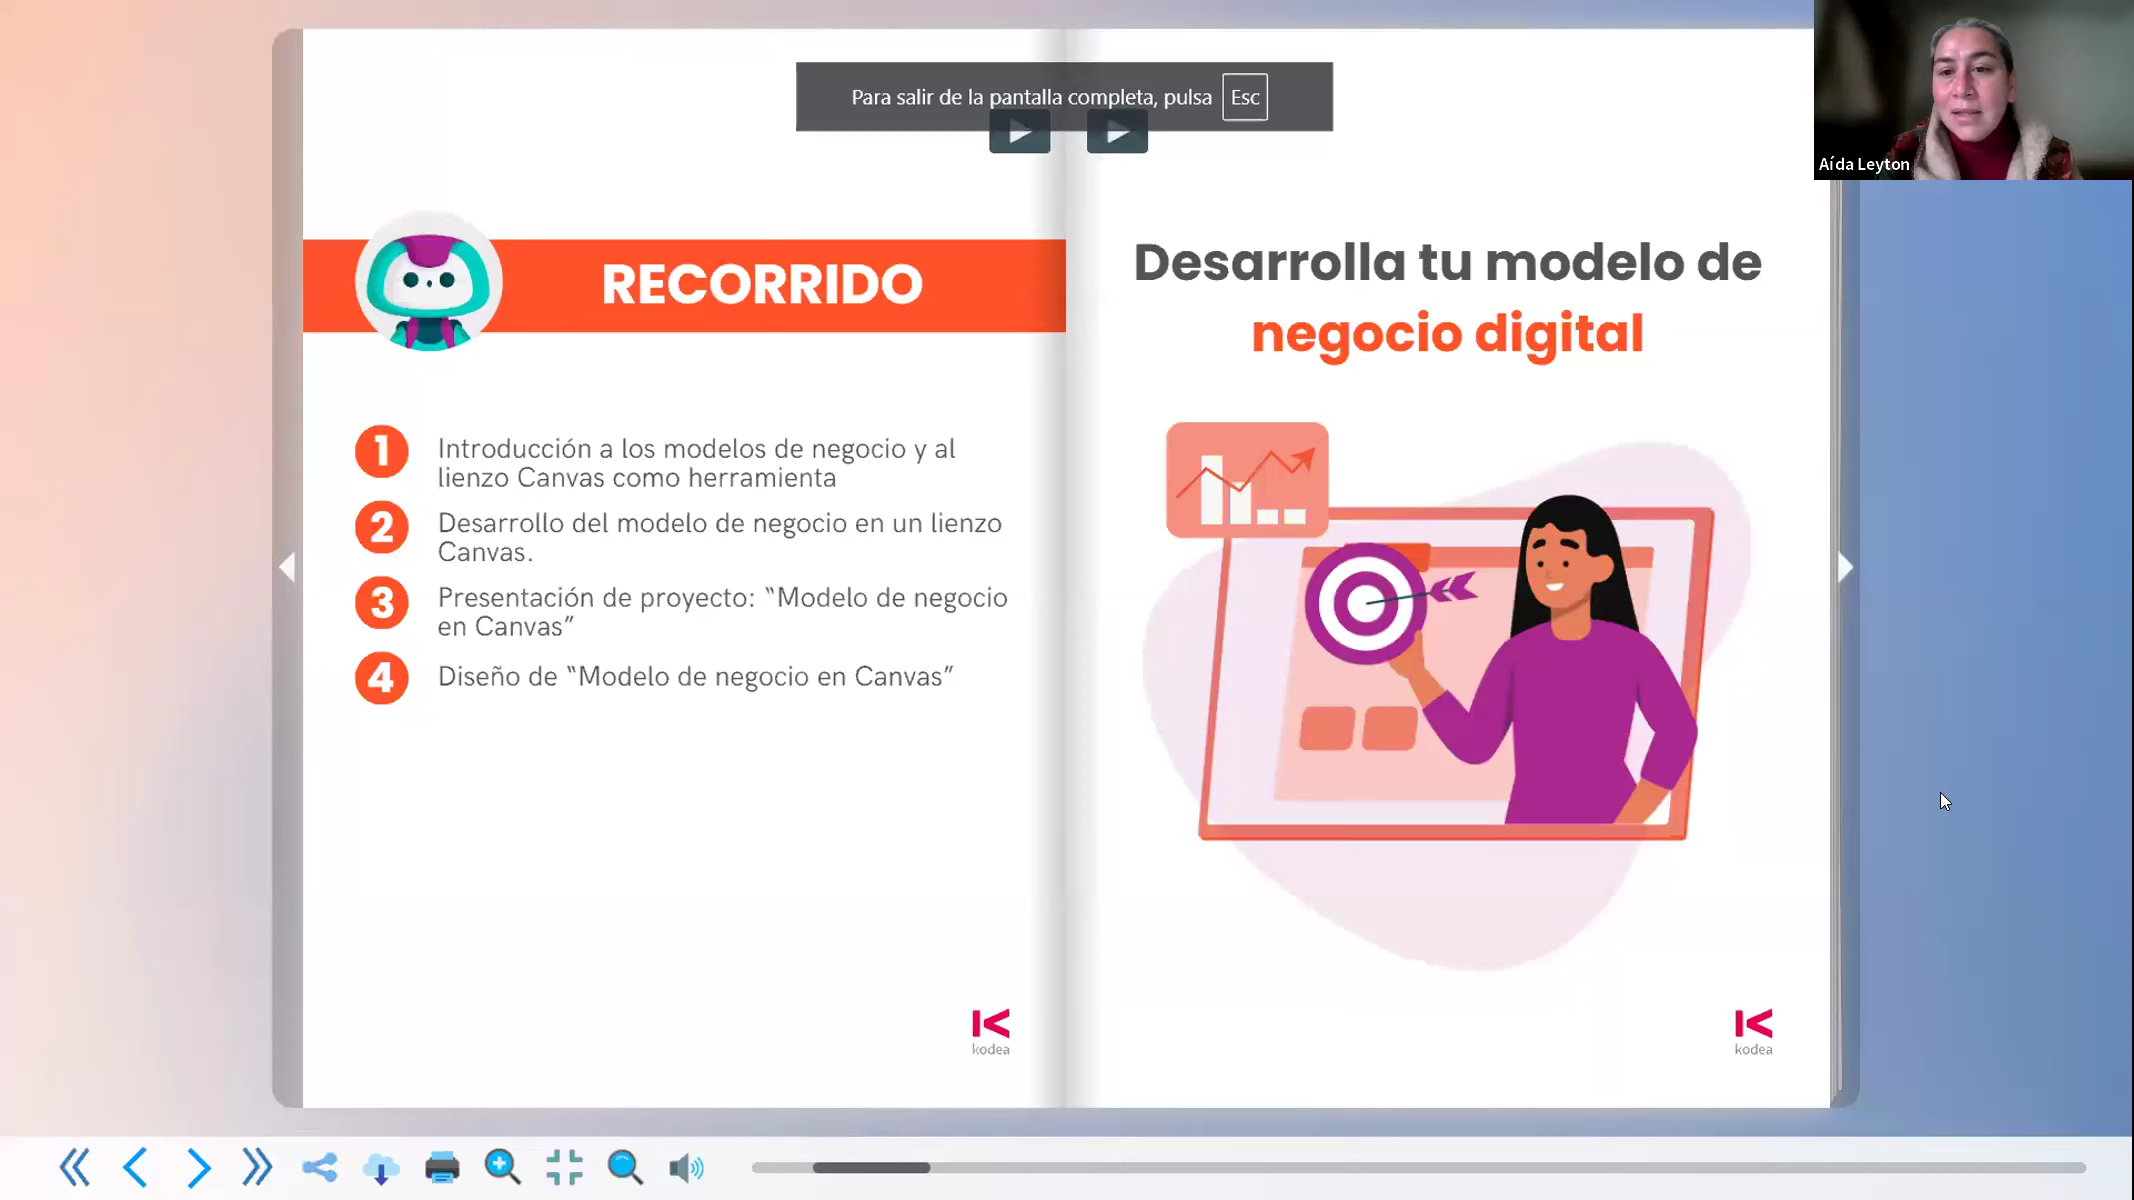 Para salir de la pantalla completa, pulsa Esc
Aída Leyton
RECORRIDO
1 Introducción a los modelos de negocio y al
lienzo Canvas como herramienta
2 Desarrollo del modelo de negocio en un lienzo
Canvas.
3 Presentación de proyecto: “Modelo de negocio
en Canvas”
4 Diseño de “Modelo de negocio en Canvas”
kodea
Desarrolla tu modelo de
negocio digital
kodea